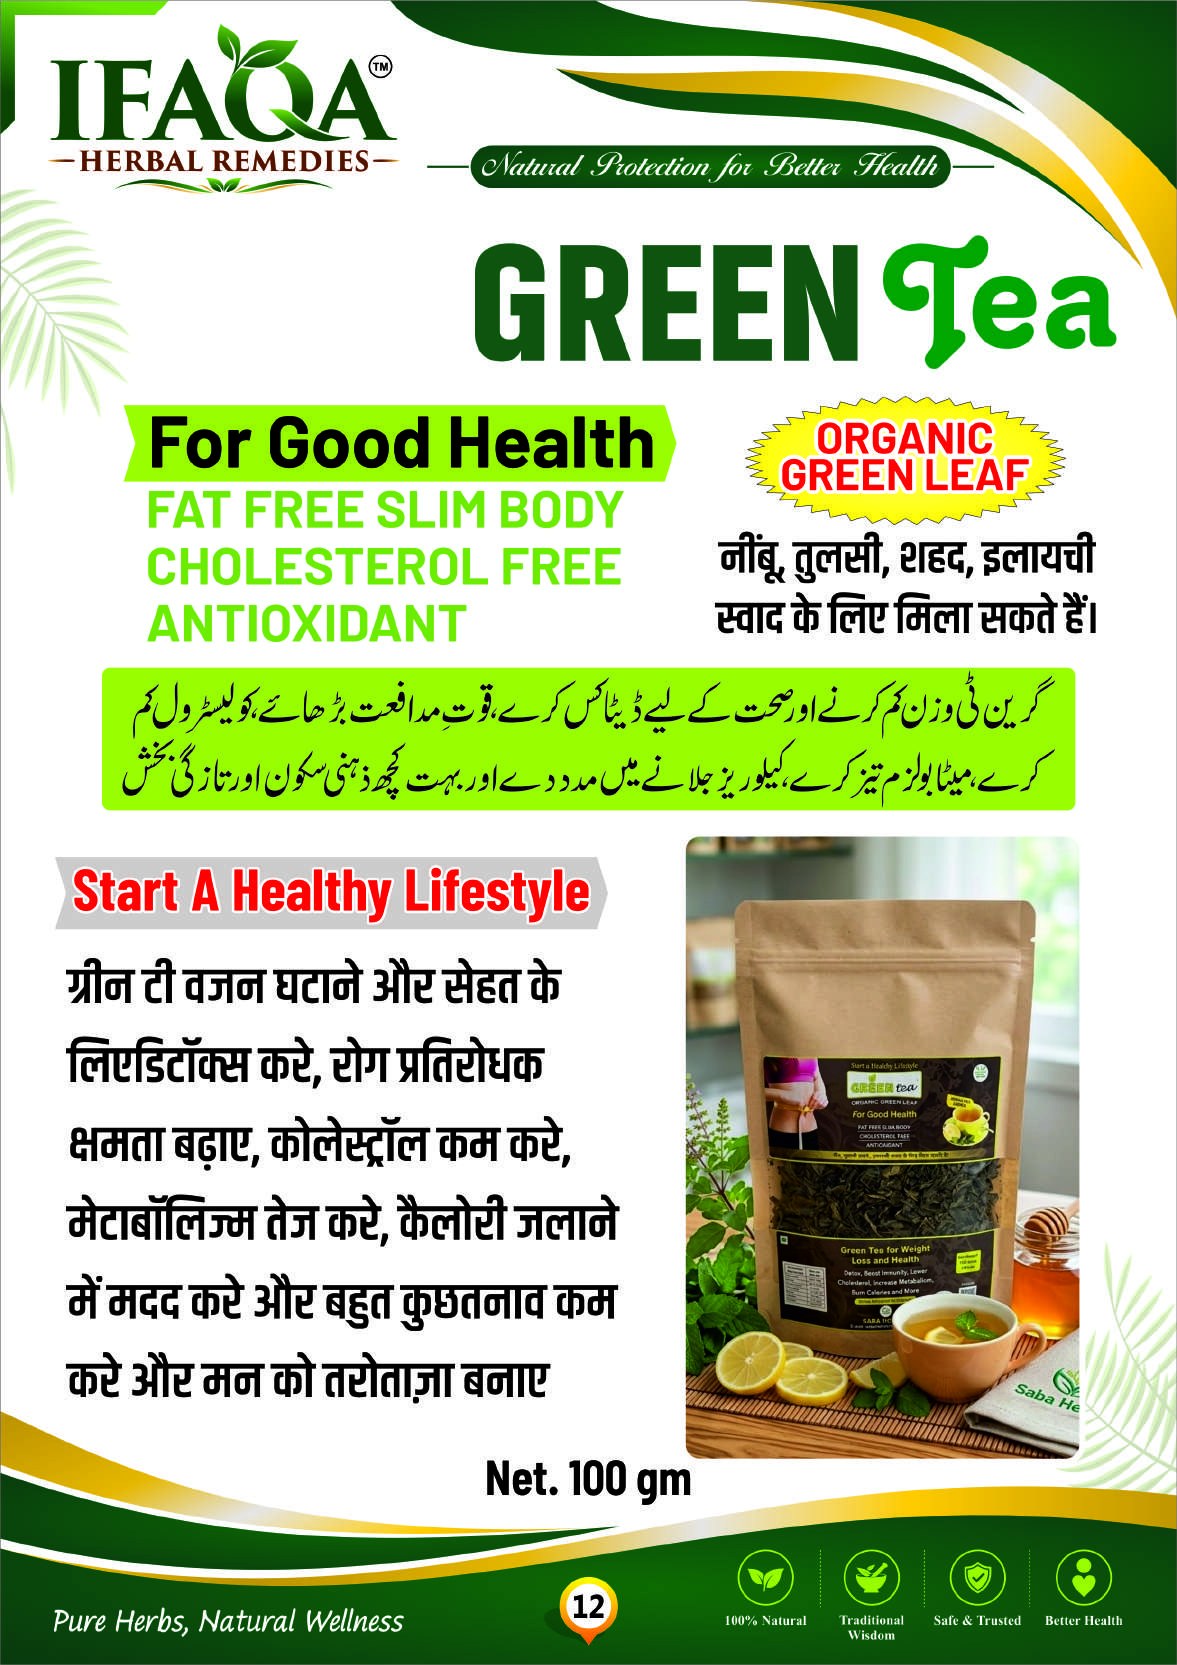 IFAQA
TM
HERBAL REMEDIES
Natural Protection for Better Health
GREEN Tea
For Good Health
FAT FREE SLIM BODY
CHOLESTEROL FREE
ANTIOXIDANT
ORGANIC
GREEN LEAF
नींबू, तुलसी, शहद, इलायची
स्वाद के लिए मिला सकते हैं।
گرین ٹی وزن کم کرنے اور صحت کے لیے ڈیٹاکس کرے، قوتِ مدافعت بڑھائے، کولیسٹرول کم
کرے، میٹابولزم تیز کرے، کیلوریز جلانے میں مدد دے اور بہت کچھ ذہنی سکون اور تازگی بخش
Start A Healthy Lifestyle
ग्रीन टी वजन घटाने और सेहत के
लिएडिटॉक्स करे, रोग प्रतिरोधक
क्षमता बढ़ाए, कोलेस्ट्रॉल कम करे,
मेटाबॉलिज्म तेज करे, कैलोरी जलाने
में मदद करे और बहुत कुछतनाव कम
करे और मन को तरोताज़ा बनाए
Start a Healthy Lifestyle
GREEN tea
ORGANIC GREEN LEAF
For Good Health
FAT FREE SLIM BODY
CHOLESTEROL FREE
ANTIOXIDANT
Green Tea for Weight
Loss and Health
Detox, Boost Immunity, Lower
Cholesterol, Increase Metabolism,
Burn Calories and More
SABA
Saba He
Net. 100 gm
Pure Herbs, Natural Wellness
12
100% Natural
Traditional
Wisdom
Safe & Trusted
Better Health